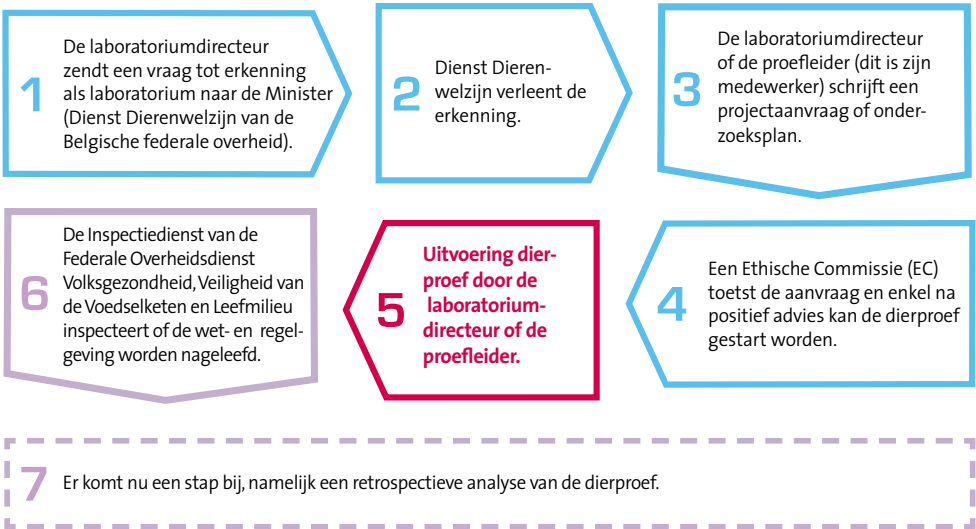 1
De laboratoriumdirecteur
zendt een vraag tot erkenning
als laboratorium naar de Minister
(Dienst Dierenwelzijn van de
Belgische federale overheid).
2
Dienst Dieren-
welzijn verleent de
erkenning.
3
De laboratoriumdirecteur
of de proefleider (dit is zijn
medewerker) schrijft een
projectaanvraag of onder-
zoeksplan.
4
Een Ethische Commissie (EC)
toetst de aanvraag en enkel na
positief advies kan de dierproef
gestart worden.
5
Uitvoering dier-
proef door de
laboratorium-
directeur of de
proefleider.
6
De Inspectiedienst van de
Federale Overheidsdienst
Volksgezondheid, Veiligheid van
de Voedselketen en Leefmilieu
inspecteert of de wet- en regel-
geving worden nageleefd.
7
Er komt nu een stap bij, namelijk een retrospectieve analyse van de dierproef.